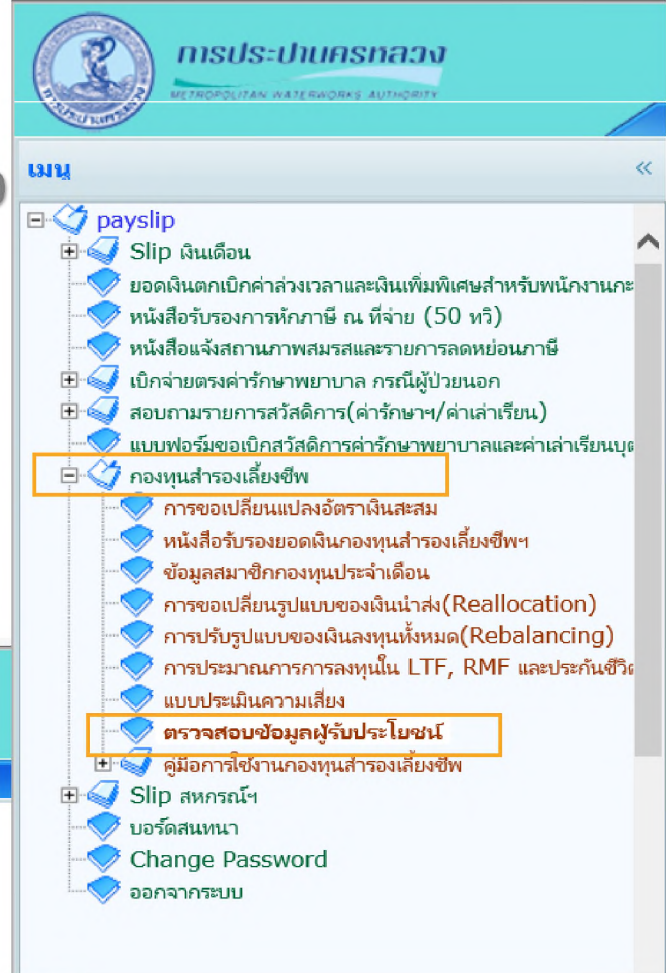 การประปานครหลวง
METROPOLITAN WATERWORKS AUTHORITY
เมนู
payslip
Slip เงินเดือน
ยอดเงินตกเบิกค่าล่วงเวลาและเงินเพิ่มพิเศษสำหรับพนักงานกะ
หนังสือรับรองการหักภาษี ณ ที่จ่าย (50 ทวิ)
หนังสือแจ้งสถานภาพสมรสและรายการลดหย่อนภาษี
เบิกจ่ายตรงค่ารักษาพยาบาล กรณีผู้ป่วยนอก
สอบถามรายการสวัสดิการ(ค่ารักษาฯ/ค่าเล่าเรียน)
แบบฟอร์มขอเบิกสวัสดิการค่ารักษาพยาบาลและค่าเล่าเรียนบุต
กองทุนสำรองเลี้ยงชีพ
การขอเปลี่ยนแปลงอัตราเงินสะสม
หนังสือรับรองยอดเงินกองทุนสำรองเลี้ยงชีพฯ
ข้อมูลสมาชิกกองทุนประจำเดือน
การขอเปลี่ยนรูปแบบของเงินนำส่ง(Reallocation)
การปรับรูปแบบของเงินลงทุนทั้งหมด(Rebalancing)
การประมาณการการลงทุนใน LTF, RMF และประกันชีวิต
แบบประเมินความเสี่ยง
ตรวจสอบข้อมูลผู้รับประโยชน์
คู่มือการใช้งานกองทุนสำรองเลี้ยงชีพ
Slip สหกรณ์ฯ
บอร์ดสนทนา
Change Password
ออกจากระบบ